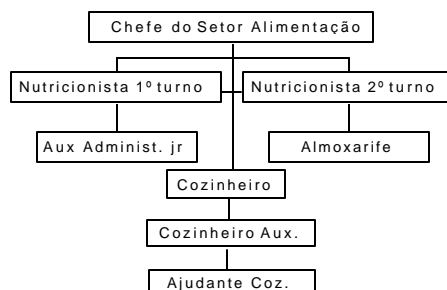 Chefe do Setor Alimentação
Nutricionista 1º turno
Nutricionista 2º turno
Aux Administ. jr
Almoxarife
Cozinheiro
Cozinheiro Aux.
Ajudante Coz.